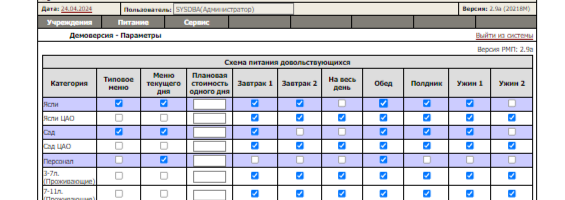 Дата: 24.04.2024 Пользователь: SYSDBA(Администратор) Версия: 2.9a (20218M)
Учреждения Питание Сервис
Демоверсия - Параметры Выйти из системы
Версия РМП: 2.9a
Схема питания довольствующихся
Категория Типовое меню Меню текущего дня Плановая стоимость одного дня Завтрак 1 Завтрак 2 На весь день Обед Полдник Ужин 1 Ужин 2
Ясли
Ясли ЦАО
Сад
Сад ЦАО
Персонал
3-7л. (Проживающие)
7-11л. (Проживающие)